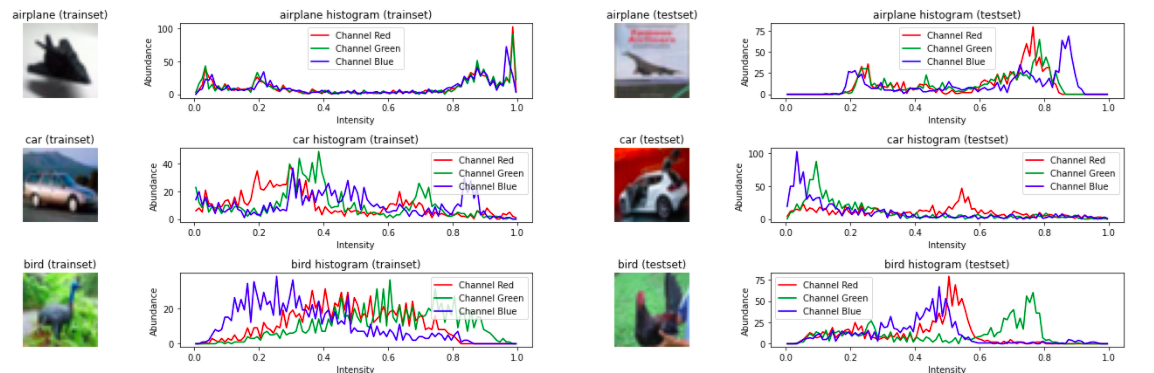 airplane (trainset)
airplane histogram (trainset)
Abundance
100
50
0
Channel Red
Channel Green
Channel Blue
0.0 0.2 0.4 0.6 0.8 1.0
Intensity
airplane (testset)
Famous
Airliners
airplane histogram (testset)
Abundance
75
50
25
0
Channel Red
Channel Green
Channel Blue
0.0 0.2 0.4 0.6 0.8 1.0
Intensity
car (trainset)
car histogram (trainset)
Abundance
40
20
0
Channel Red
Channel Green
Channel Blue
0.0 0.2 0.4 0.6 0.8 1.0
Intensity
car (testset)
car histogram (testset)
Abundance
100
50
0
Channel Red
Channel Green
Channel Blue
0.0 0.2 0.4 0.6 0.8 1.0
Intensity
bird (trainset)
bird histogram (trainset)
Abundance
20
0
Channel Red
Channel Green
Channel Blue
0.0 0.2 0.4 0.6 0.8 1.0
Intensity
bird (testset)
bird histogram (testset)
Abundance
75
50
25
0
Channel Red
Channel Green
Channel Blue
0.0 0.2 0.4 0.6 0.8 1.0
Intensity